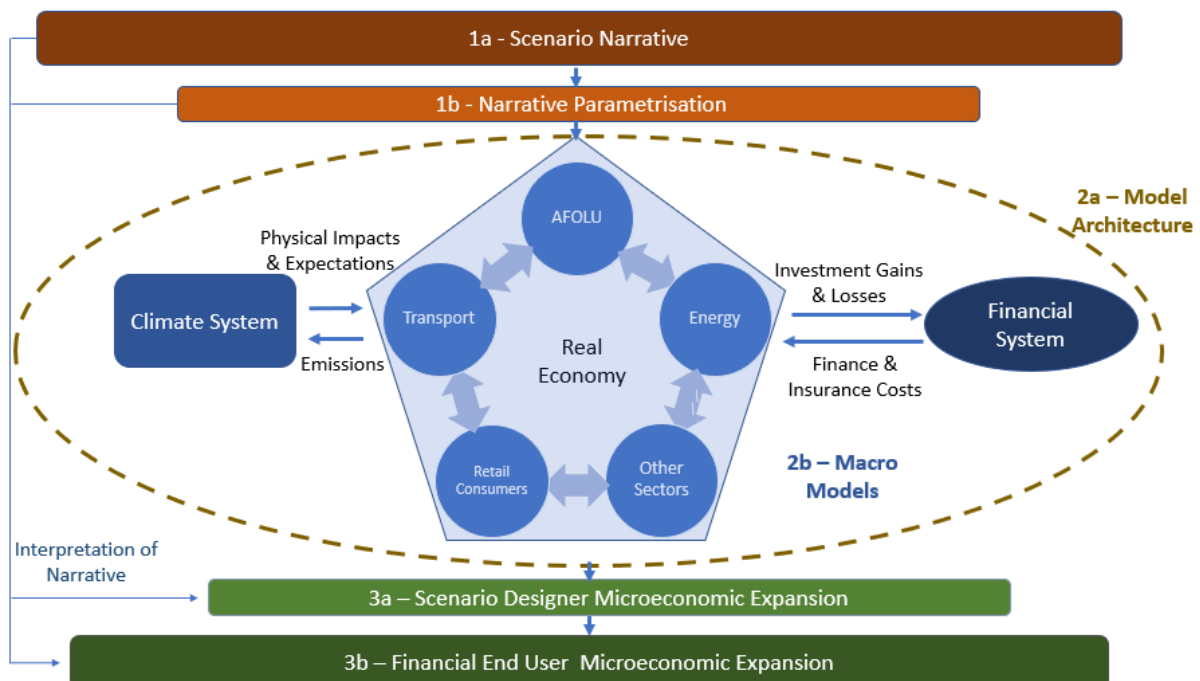 1a - Scenario Narrative
1b - Narrative Parametrisation
2a – Model
Architecture
AFOLU
Physical Impacts
& Expectations
Investment Gains
& Losses
Climate System
Transport
Energy
Financial
System
Real
Economy
Emissions
Finance &
Insurance Costs
2b – Macro
Models
Retail
Consumers
Other
Sectors
Interpretation of
Narrative
3a – Scenario Designer Microeconomic Expansion
3b – Financial End User  Microeconomic Expansion